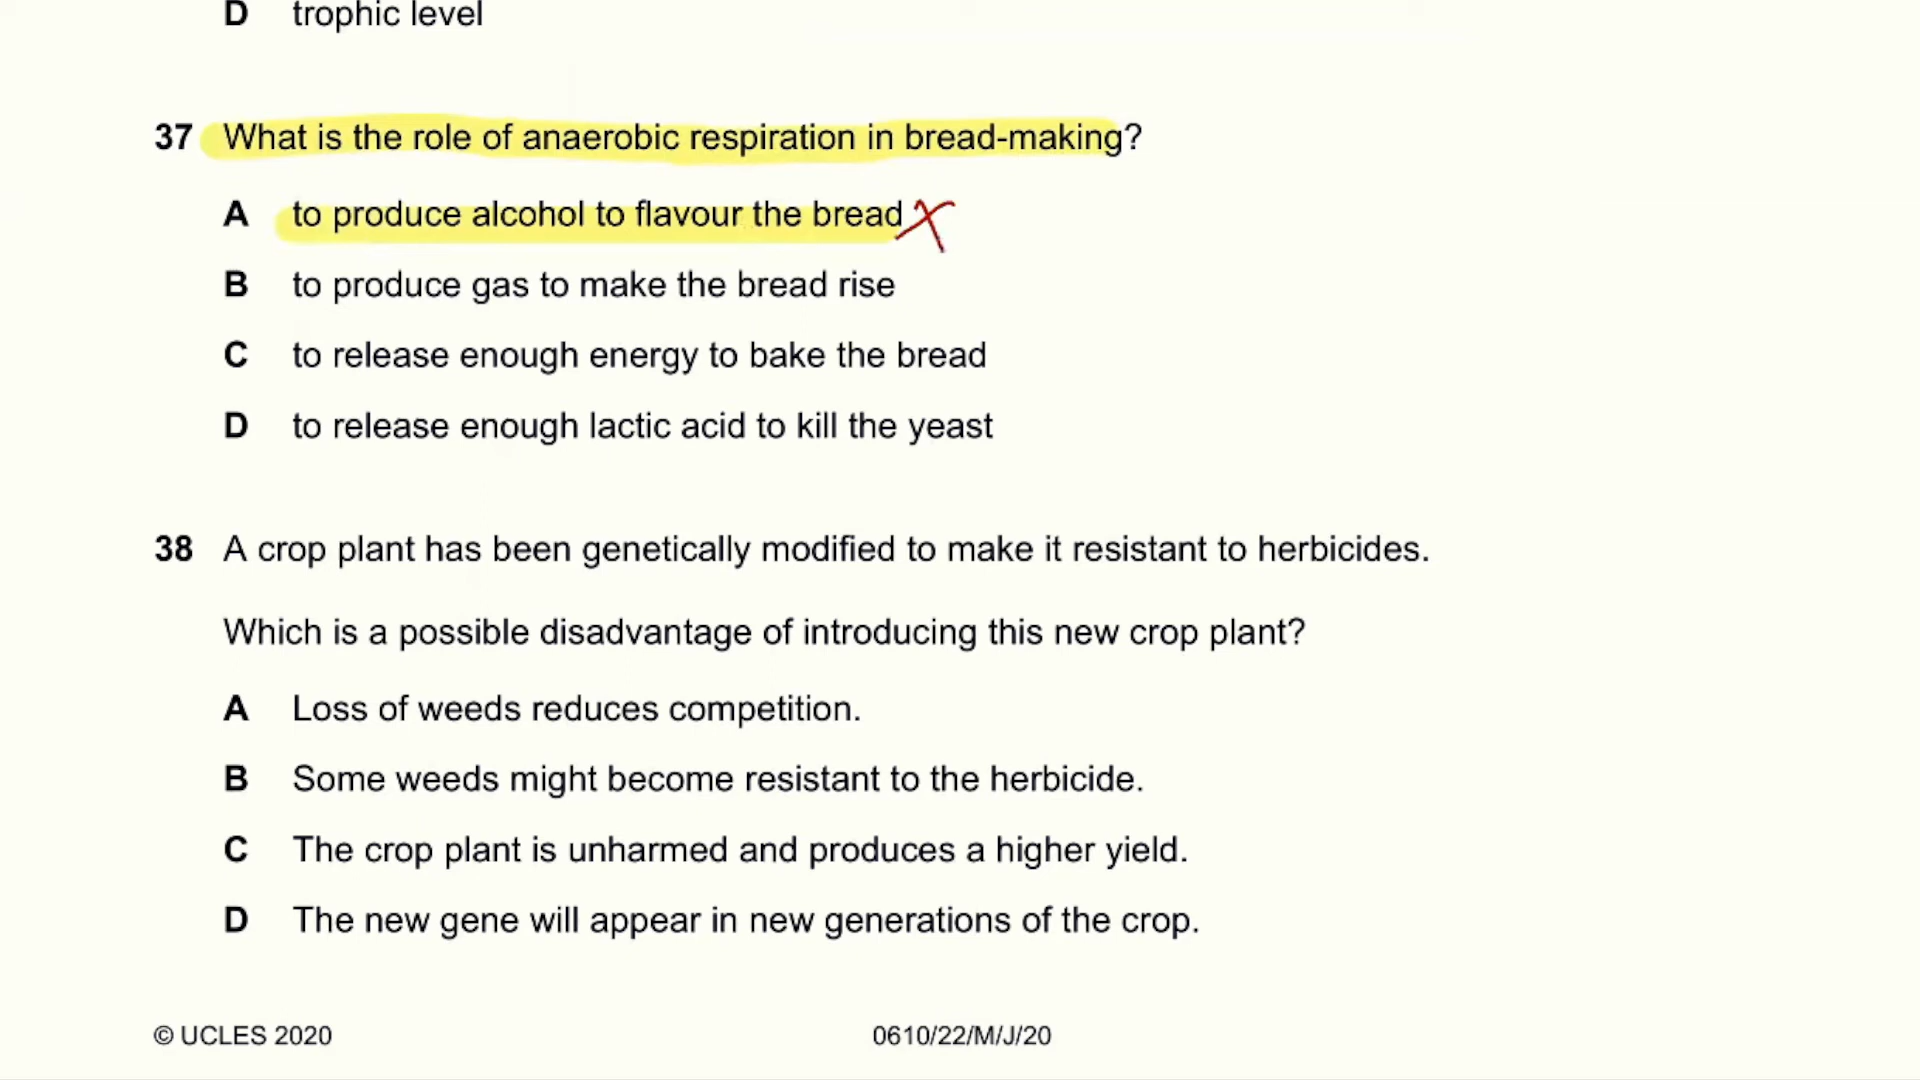 D trophic level
37 What is the role of anaerobic respiration in bread-making?
A to produce alcohol to flavour the bread
B to produce gas to make the bread rise
C to release enough energy to bake the bread
D to release enough lactic acid to kill the yeast
38 A crop plant has been genetically modified to make it resistant to herbicides.
Which is a possible disadvantage of introducing this new crop plant?
A Loss of weeds reduces competition.
B Some weeds might become resistant to the herbicide.
C The crop plant is unharmed and produces a higher yield.
D The new gene will appear in new generations of the crop.
© UCLES 2020 0610/22/M/J/20